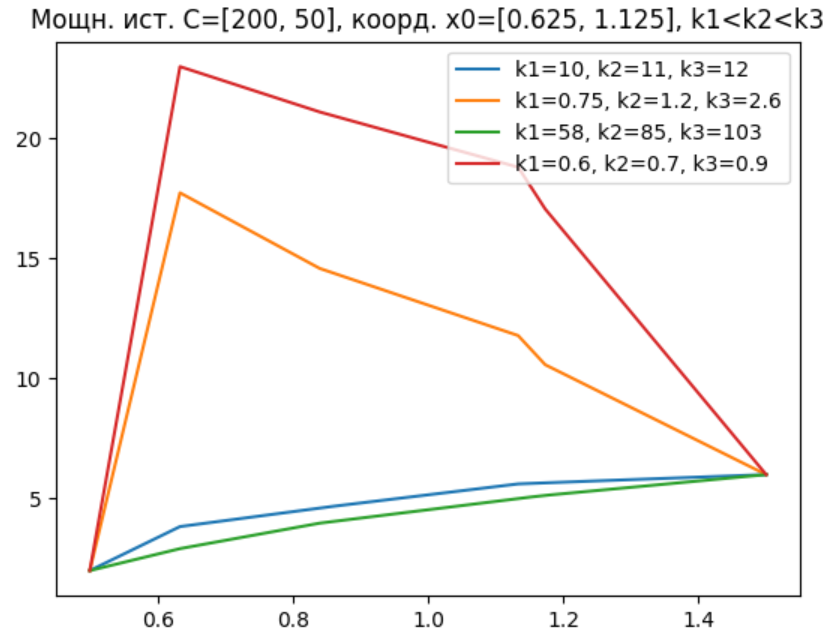 Мощн. ист. C=[200, 50], коорд. x0=[0.625, 1.125], k1<k2<k3
k1=10, k2=11, k3=12
k1=0.75, k2=1.2, k3=2.6
k1=58, k2=85, k3=103
k1=0.6, k2=0.7, k3=0.9
20
15
10
5
0.6 0.8 1.0 1.2 1.4